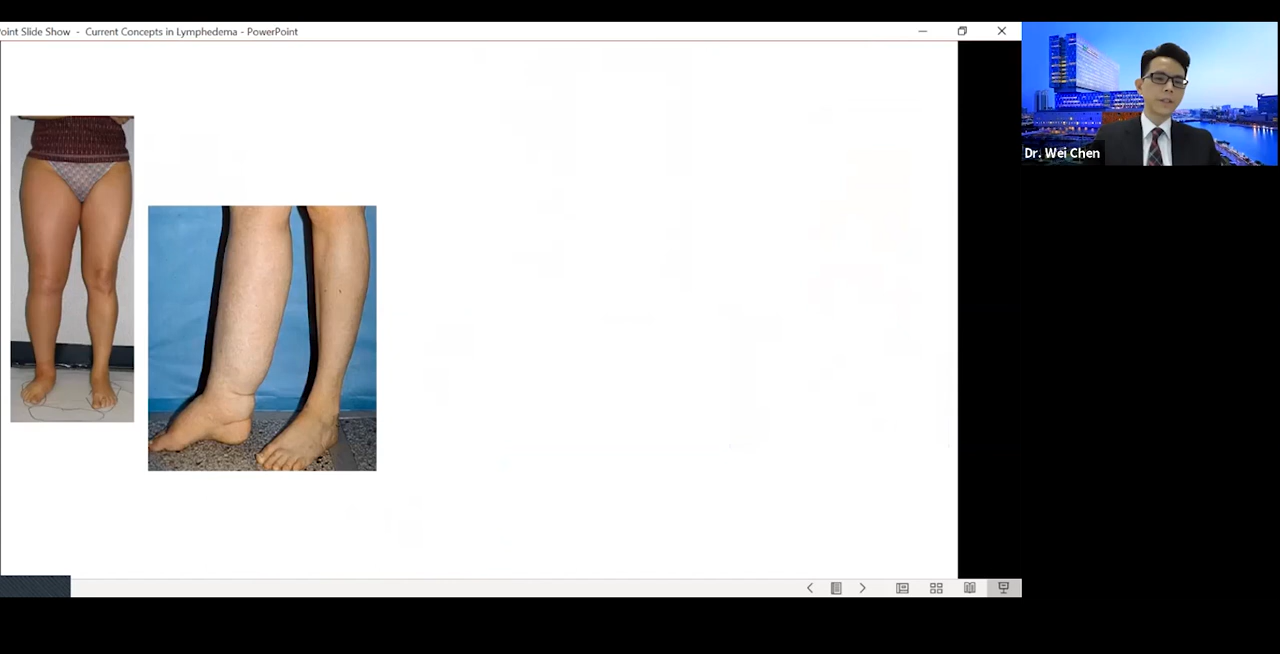 oint Slide Show - Current Concepts in Lymphedema - PowerPoint
Dr. Wei Chen